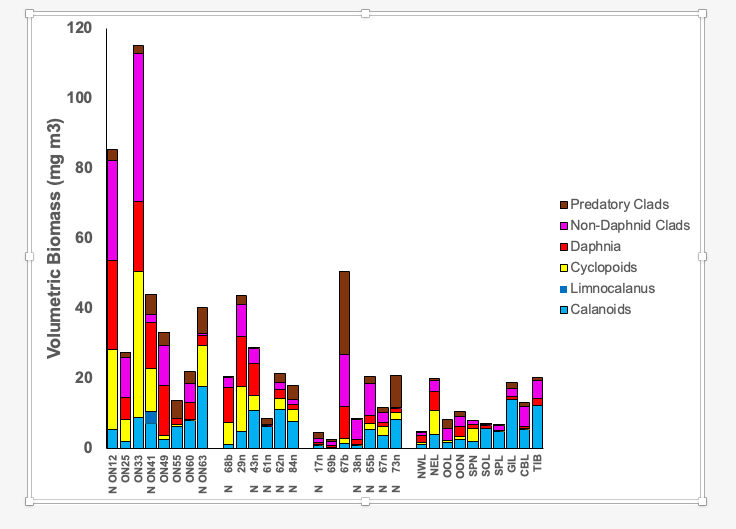 120
100
80
60
40
20
0
Volumetric Biomass (mg m3)
N ON12
ON25
ON33
N ON41
ON49
ON55
ON60
N ON63
N 68b
29n
N 43n
61n
N 62n
84n
N 17n
69b
67b
N 38n
N 65b
N 67n
N 73n
NWL
NEL
OOL
OON
SPN
SOL
SPL
GIL
CBL
TIB
Predatory Clads
Non-Daphnid Clads
Daphnia
Cyclopoids
Limnocalanus
Calanoids